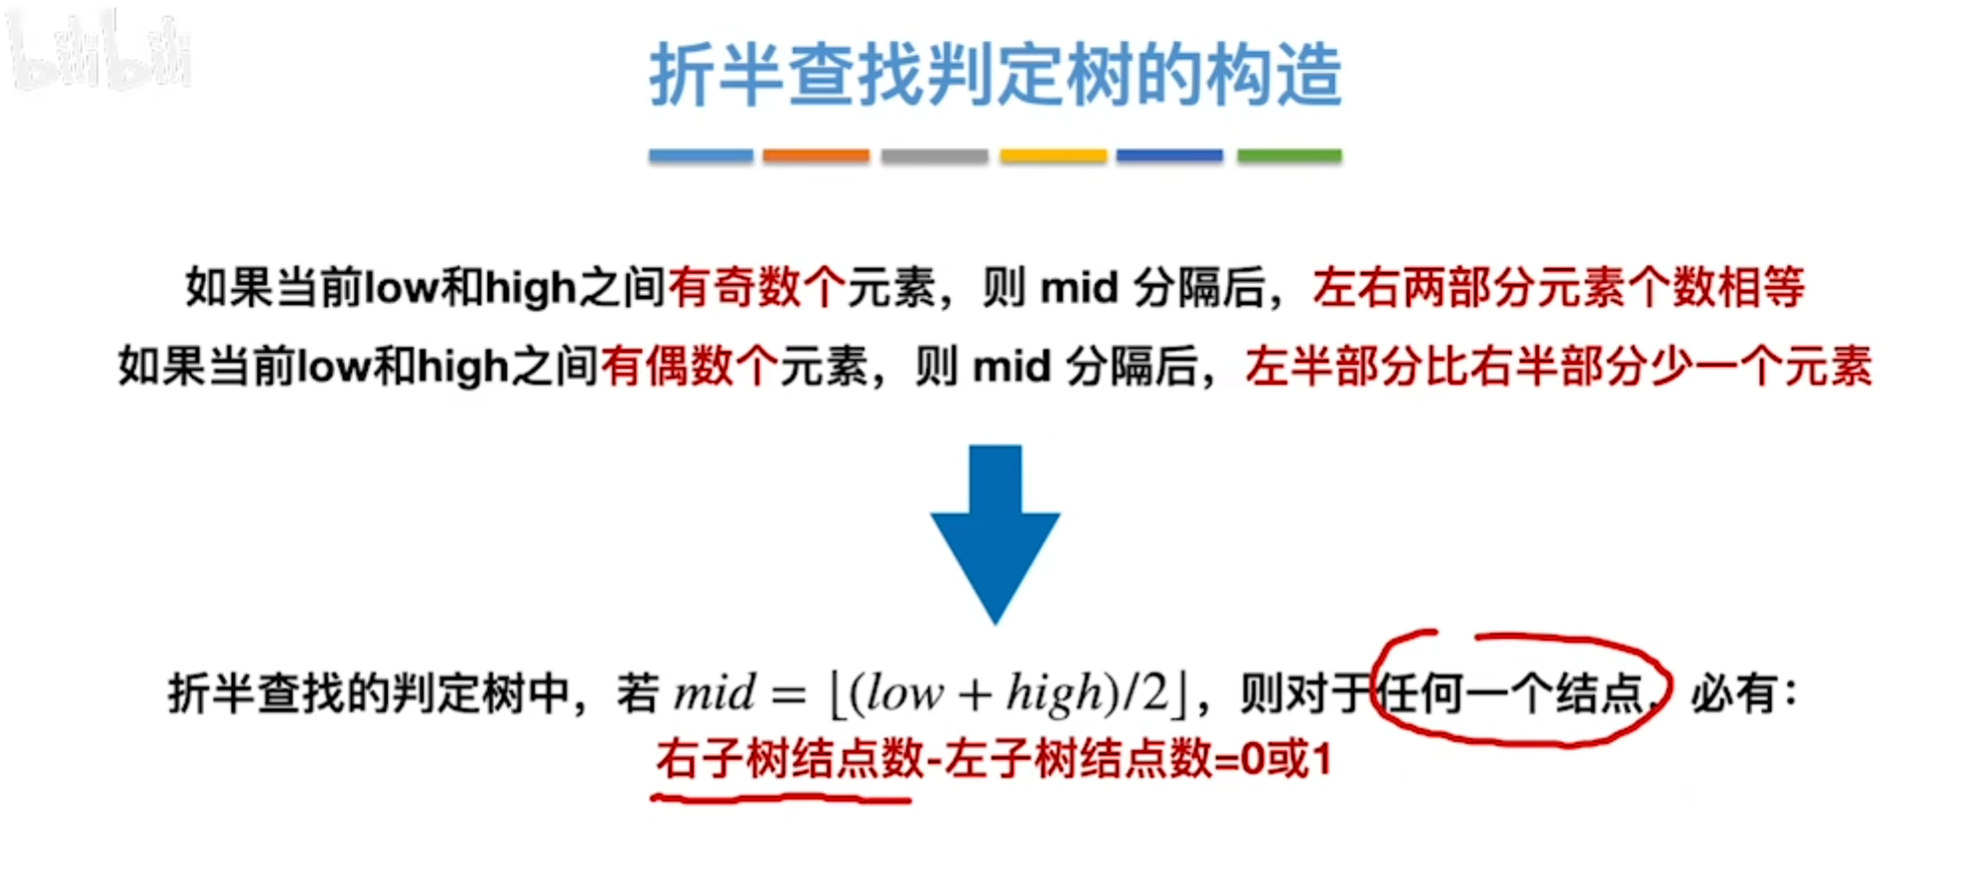 bilibili
折半查找判定树的构造
如果当前low和high之间有奇数个元素，则 mid 分隔后，左右两部分元素个数相等
如果当前low和high之间有偶数个元素，则 mid 分隔后，左半部分比右半部分少一个元素
折半查找的判定树中，若 mid = ⌊(low + high)/2⌋，则对于任何一个结点，必有：
右子树结点数-左子树结点数=0或1